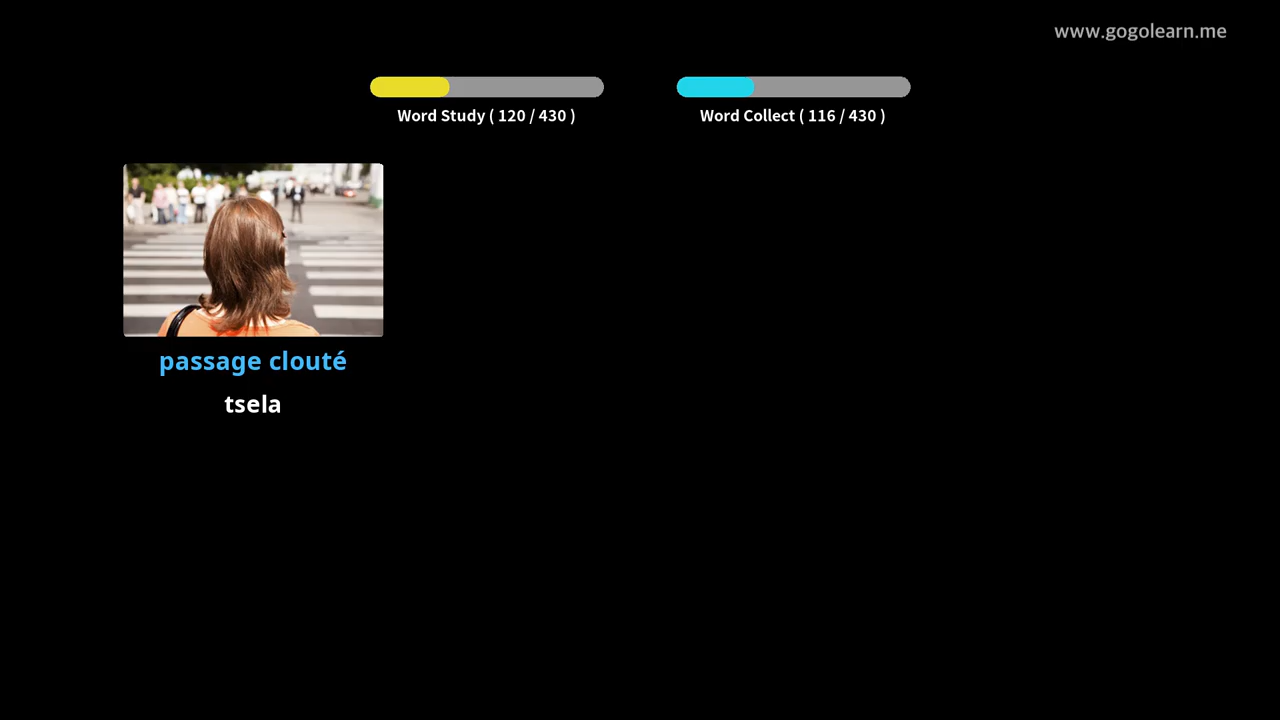 www.gogolearn.me
Word Study ( 120 / 430 )
Word Collect ( 116 / 430 )
passage clouté
tsela